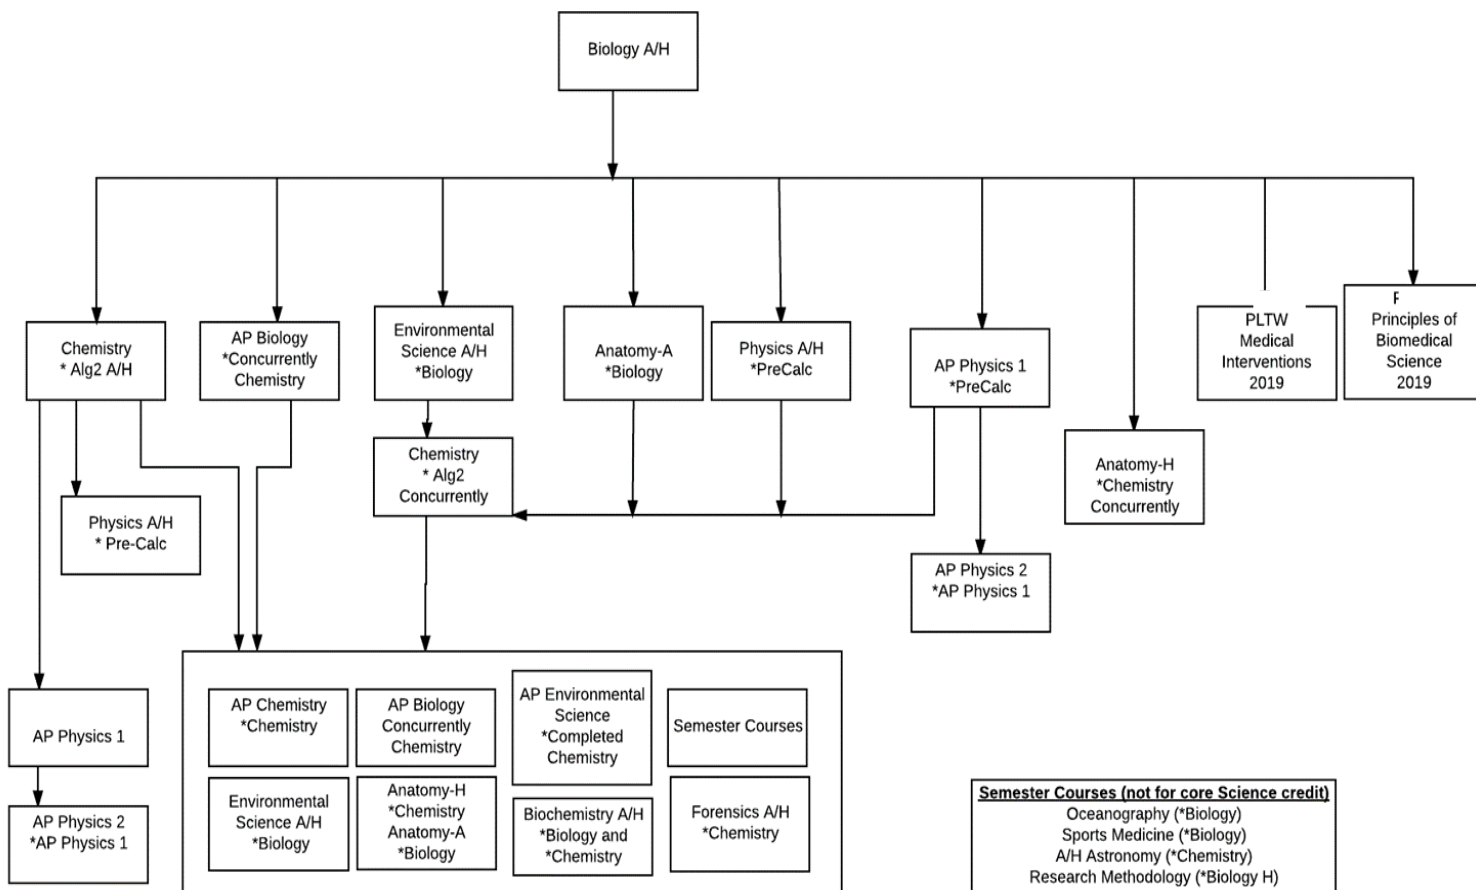 Biology A/H
Chemistry
* Alg2 A/H
AP Biology
*Concurrently
Chemistry
Environmental
Science A/H
*Biology
Anatomy-A
*Biology
Physics A/H
*PreCalc
AP Physics 1
*PreCalc
PLTW
Medical
Interventions
2019
Principles of
Biomedical
Science
2019
Chemistry
* Alg2
Concurrently
Anatomy-H
*Chemistry
Concurrently
Physics A/H
* Pre-Calc
AP Physics 2
*AP Physics 1
AP Physics 1
AP Physics 2
*AP Physics 1
AP Chemistry
*Chemistry
AP Biology
Concurrently
Chemistry
AP Environmental
Science
*Completed
Chemistry
Semester Courses
Environmental
Science A/H
*Biology
Anatomy-H
*Chemistry
Anatomy-A
*Biology
Biochemistry A/H
*Biology and
*Chemistry
Forensics A/H
*Chemistry
Semester Courses (not for core Science credit)
Oceanography (*Biology)
Sports Medicine (*Biology)
A/H Astronomy (*Chemistry)
Research Methodology (*Biology H)